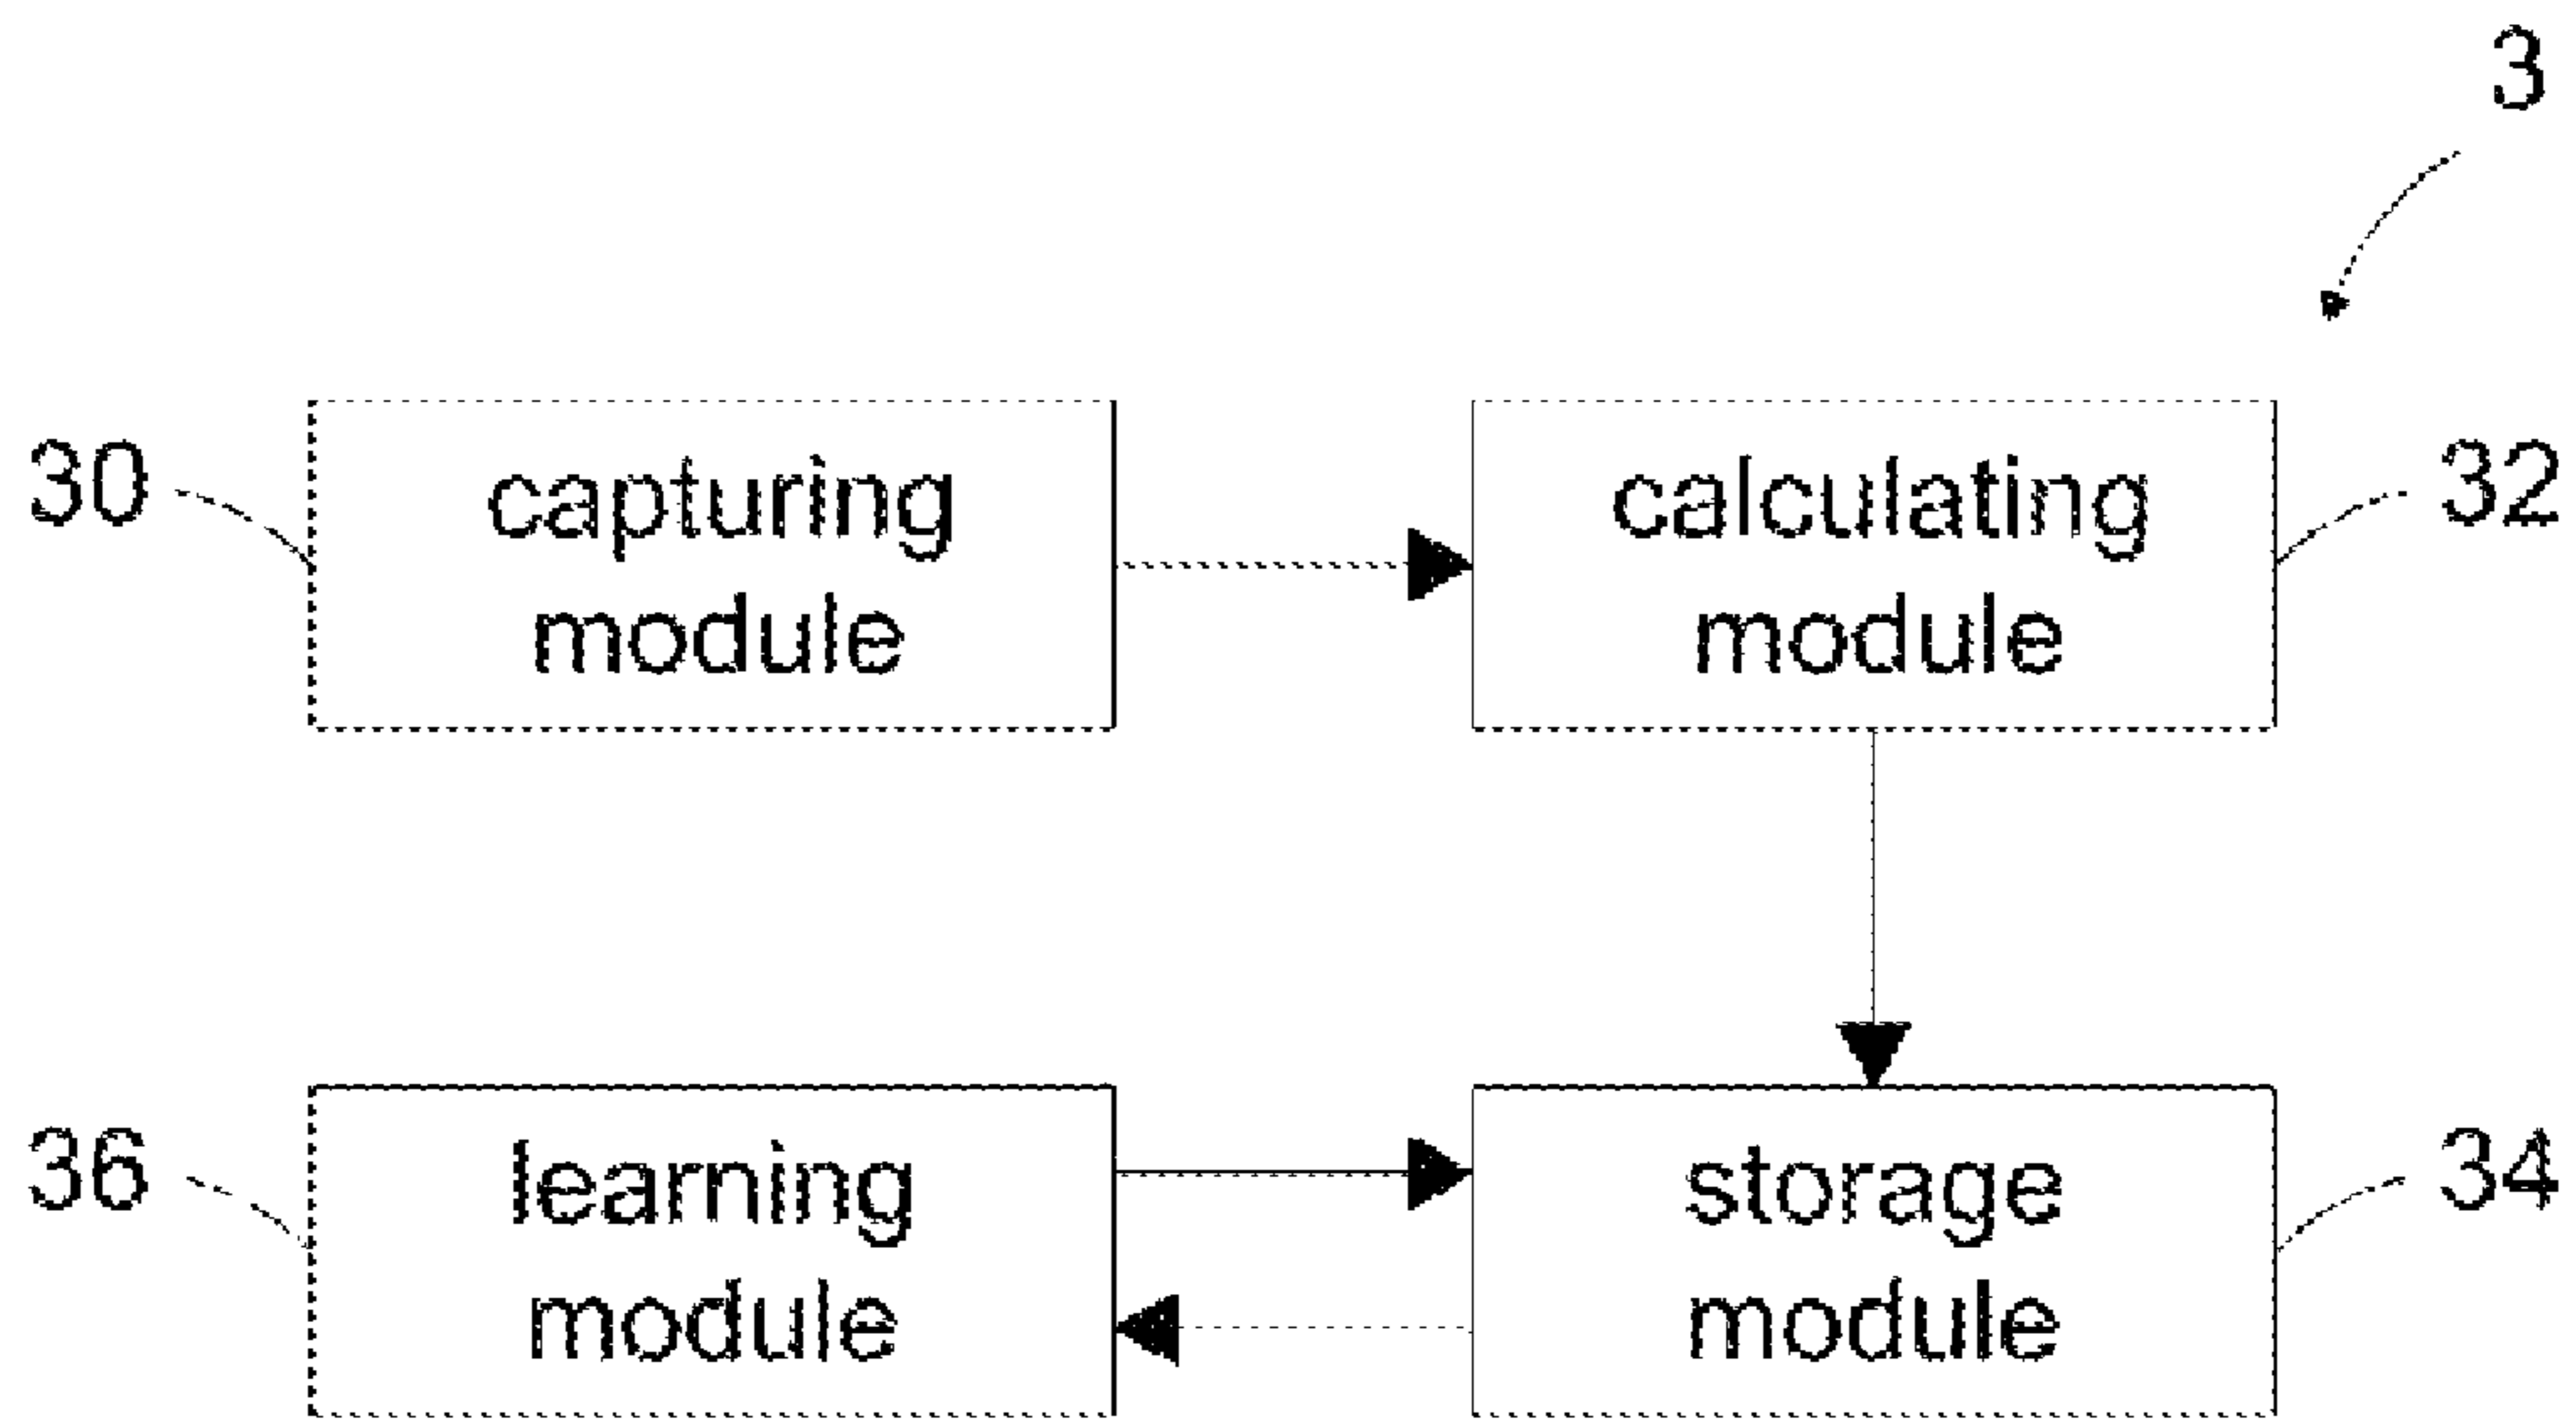 3
30
capturing
module
calculating
module
32
36
learning
module
storage
module
34